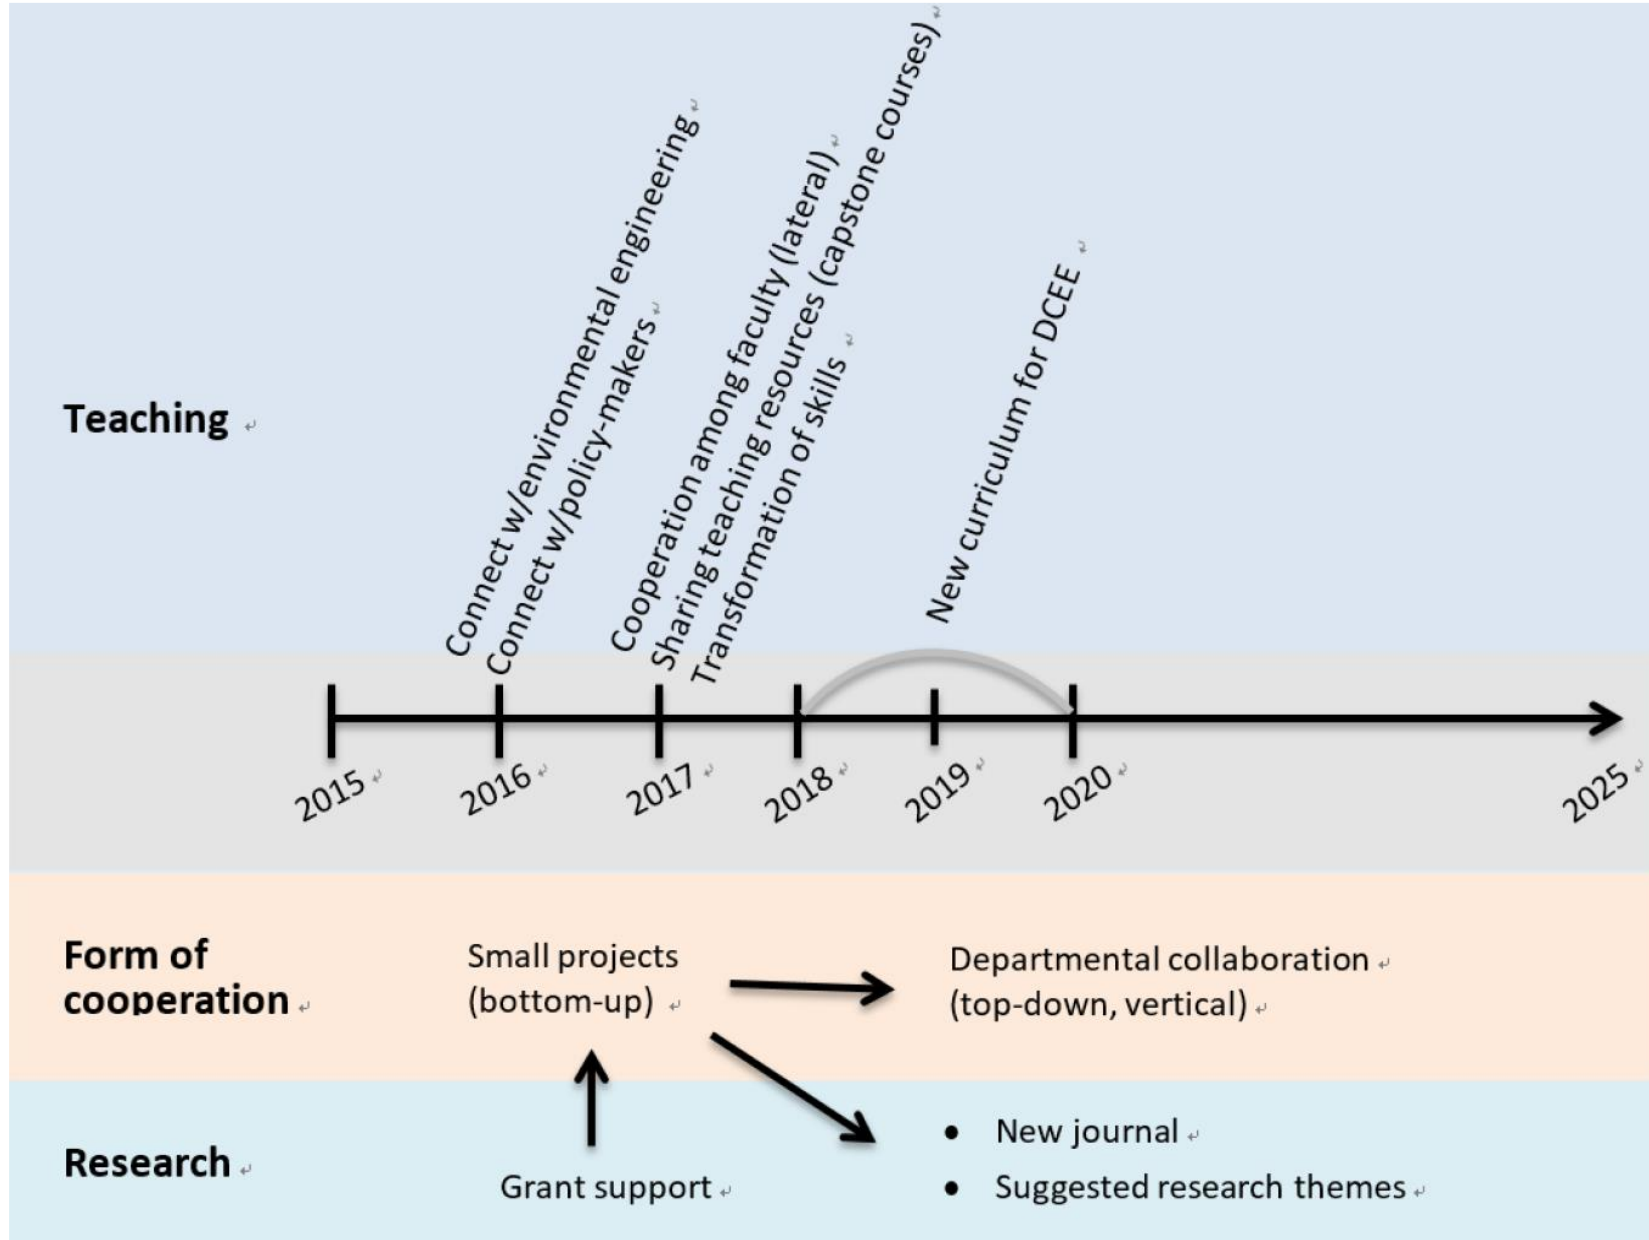 Teaching
Connect w/environmental engineering
Connect w/policy-makers
Cooperation among faculty (lateral)
Sharing teaching resources (capstone courses)
Transformation of skills
New curriculum for DCEE
2015
2016
2017
2018
2019
2020
2025
Form of
cooperation
Small projects
(bottom-up)
Departmental collaboration
(top-down, vertical)
Research
Grant support
• New journal
• Suggested research themes